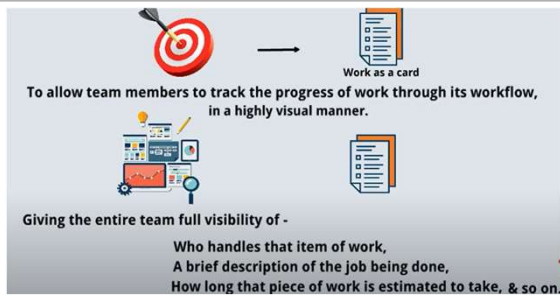 Work as a card
To allow team members to track the progress of work through its workflow,
in a highly visual manner.
Giving the entire team full visibility of -
Who handles that item of work,
A brief description of the job being done,
How long that piece of work is estimated to take, & so on.